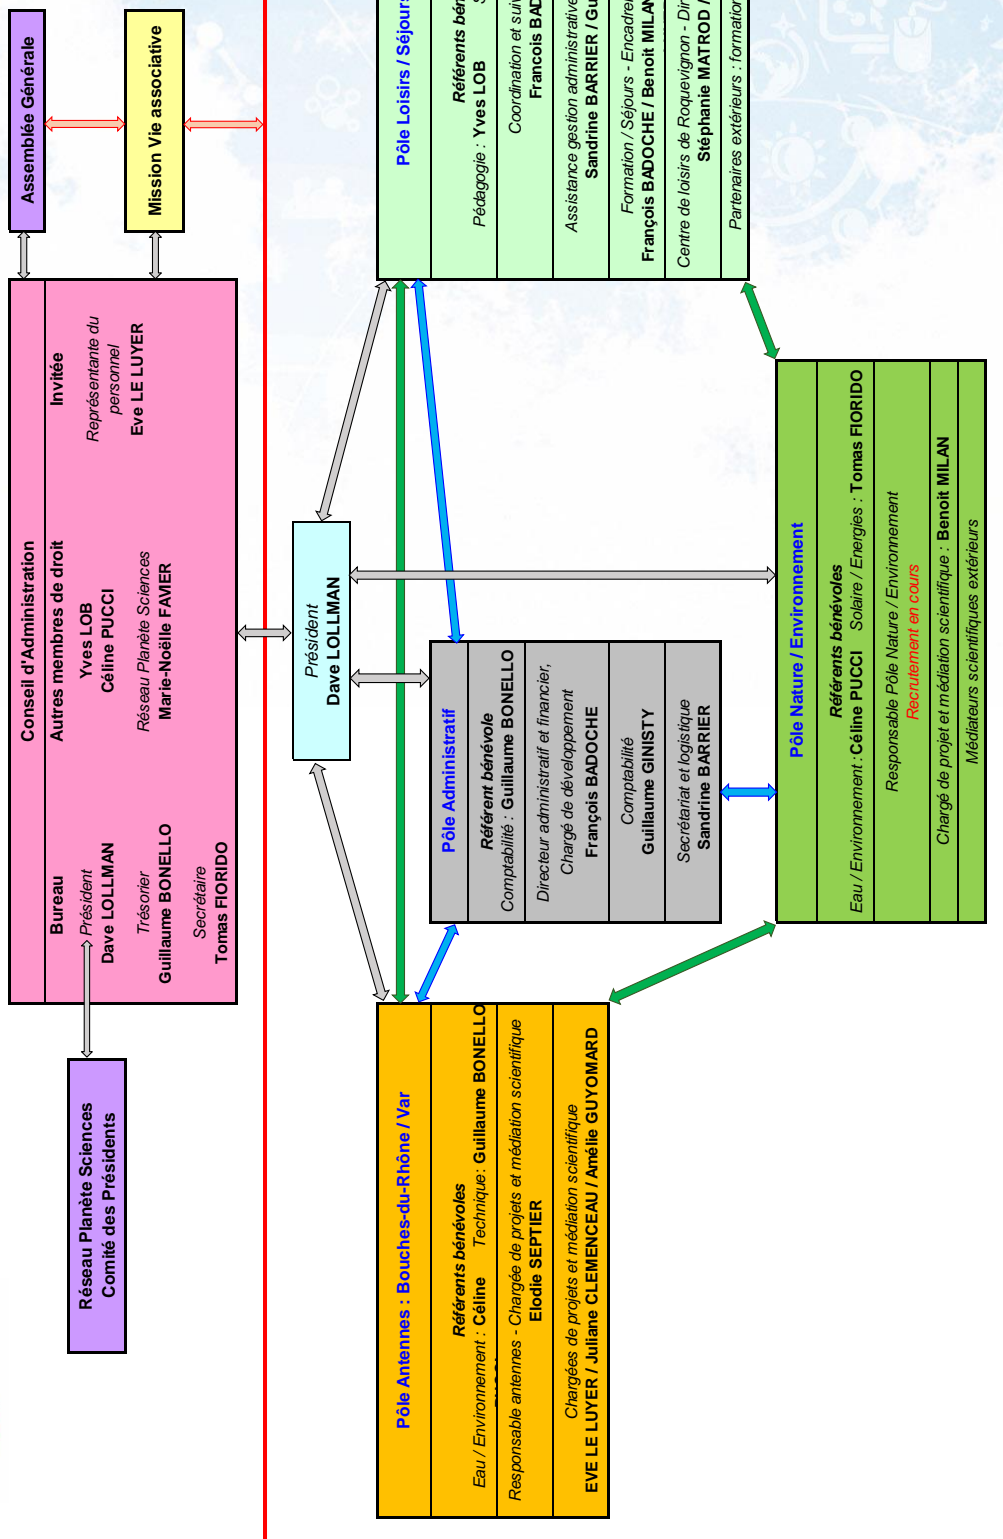 Réseau Planète Sciences
Comité des Présidents
Conseil d'Administration
Bureau
Président
Dave LOLLMAN
Trésorier
Guillaume BONELLO
Secrétaire
Tomas FIORIDO
Autres membres de droit
Yves LOB
Céline PUCCI
Réseau Planète Sciences
Marie-Noëlle FAVIER
Invitée
Représentante du
personnel
Eve LE LUYER
Assemblée Générale
Mission Vie associative
Président
Dave LOLLMAN
Pôle Antennes : Bouches-du-Rhône / Var
Référents bénévoles
Eau / Environnement : Céline Technique: Guillaume BONELLO
Responsable antennes - Chargée de projets et médiation scientifique
Elodie SEPTIER
Chargées de projets et médiation scientifique
EVE LE LUYER / Juliane CLEMENCEAU / Amélie GUYOMARD
Pôle Administratif
Référent bénévole
Comptabilité : Guillaume BONELLO
Directeur administratif et financier,
Chargé de développement
François BADOCHE
Comptabilité
Guillaume GINISTY
Secrétariat et logistique
Sandrine BARRIER
Pôle Loisirs / Séjours
Référents bén
Pédagogie : Yves LOB S
Coordination et suiv
Francois BAD
Assistance gestion administrative
Sandrine BARRIER / Gu
Formation / Séjours - Encadre
François BADOCHE / Benoit MILAN
Centre de loisirs de Roquevignon - Dir
Stéphanie MATROD /
Partenaires extérieurs : formation
Pôle Nature / Environnement
Référents bénévoles
Eau / Environnement : Céline PUCCI Solaire / Energies : Tomas FIORIDO
Responsable Pôle Nature / Environnement
Recrutement en cours
Chargé de projet et médiation scientifique : Benoit MILAN
Médiateurs scientifiques extérieurs